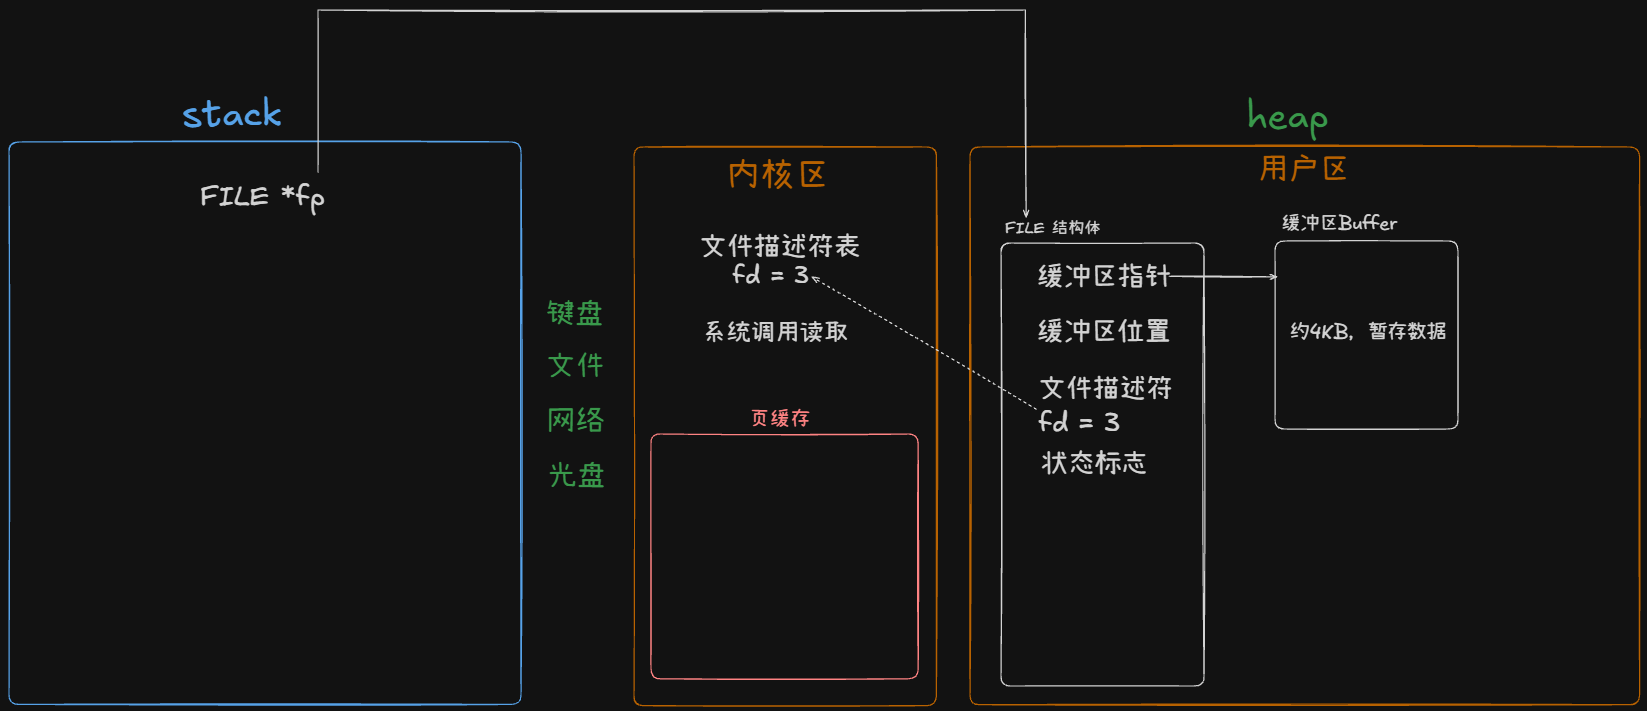 stack
FILE *fp
键盘
文件
网络
光盘
内核区
文件描述符表
fd = 3
系统调用读取
页缓存
heap
用户区
FILE 结构体
缓冲区指针
缓冲区位置
文件描述符
fd = 3
状态标志
缓冲区Buffer
约4KB，暂存数据